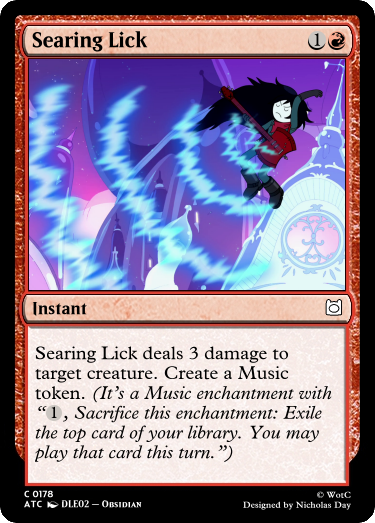 Searing Lick 1
Instant
Searing Lick deals 3 damage to
target creature. Create a Music
token. (It's a Music enchantment with
“1, Sacrifice this enchantment: Exile
the top card of your library. You may
play that card this turn.”)
C 0178
ATC DLE02 – Obsidian
© WotC
Designed by Nicholas Day